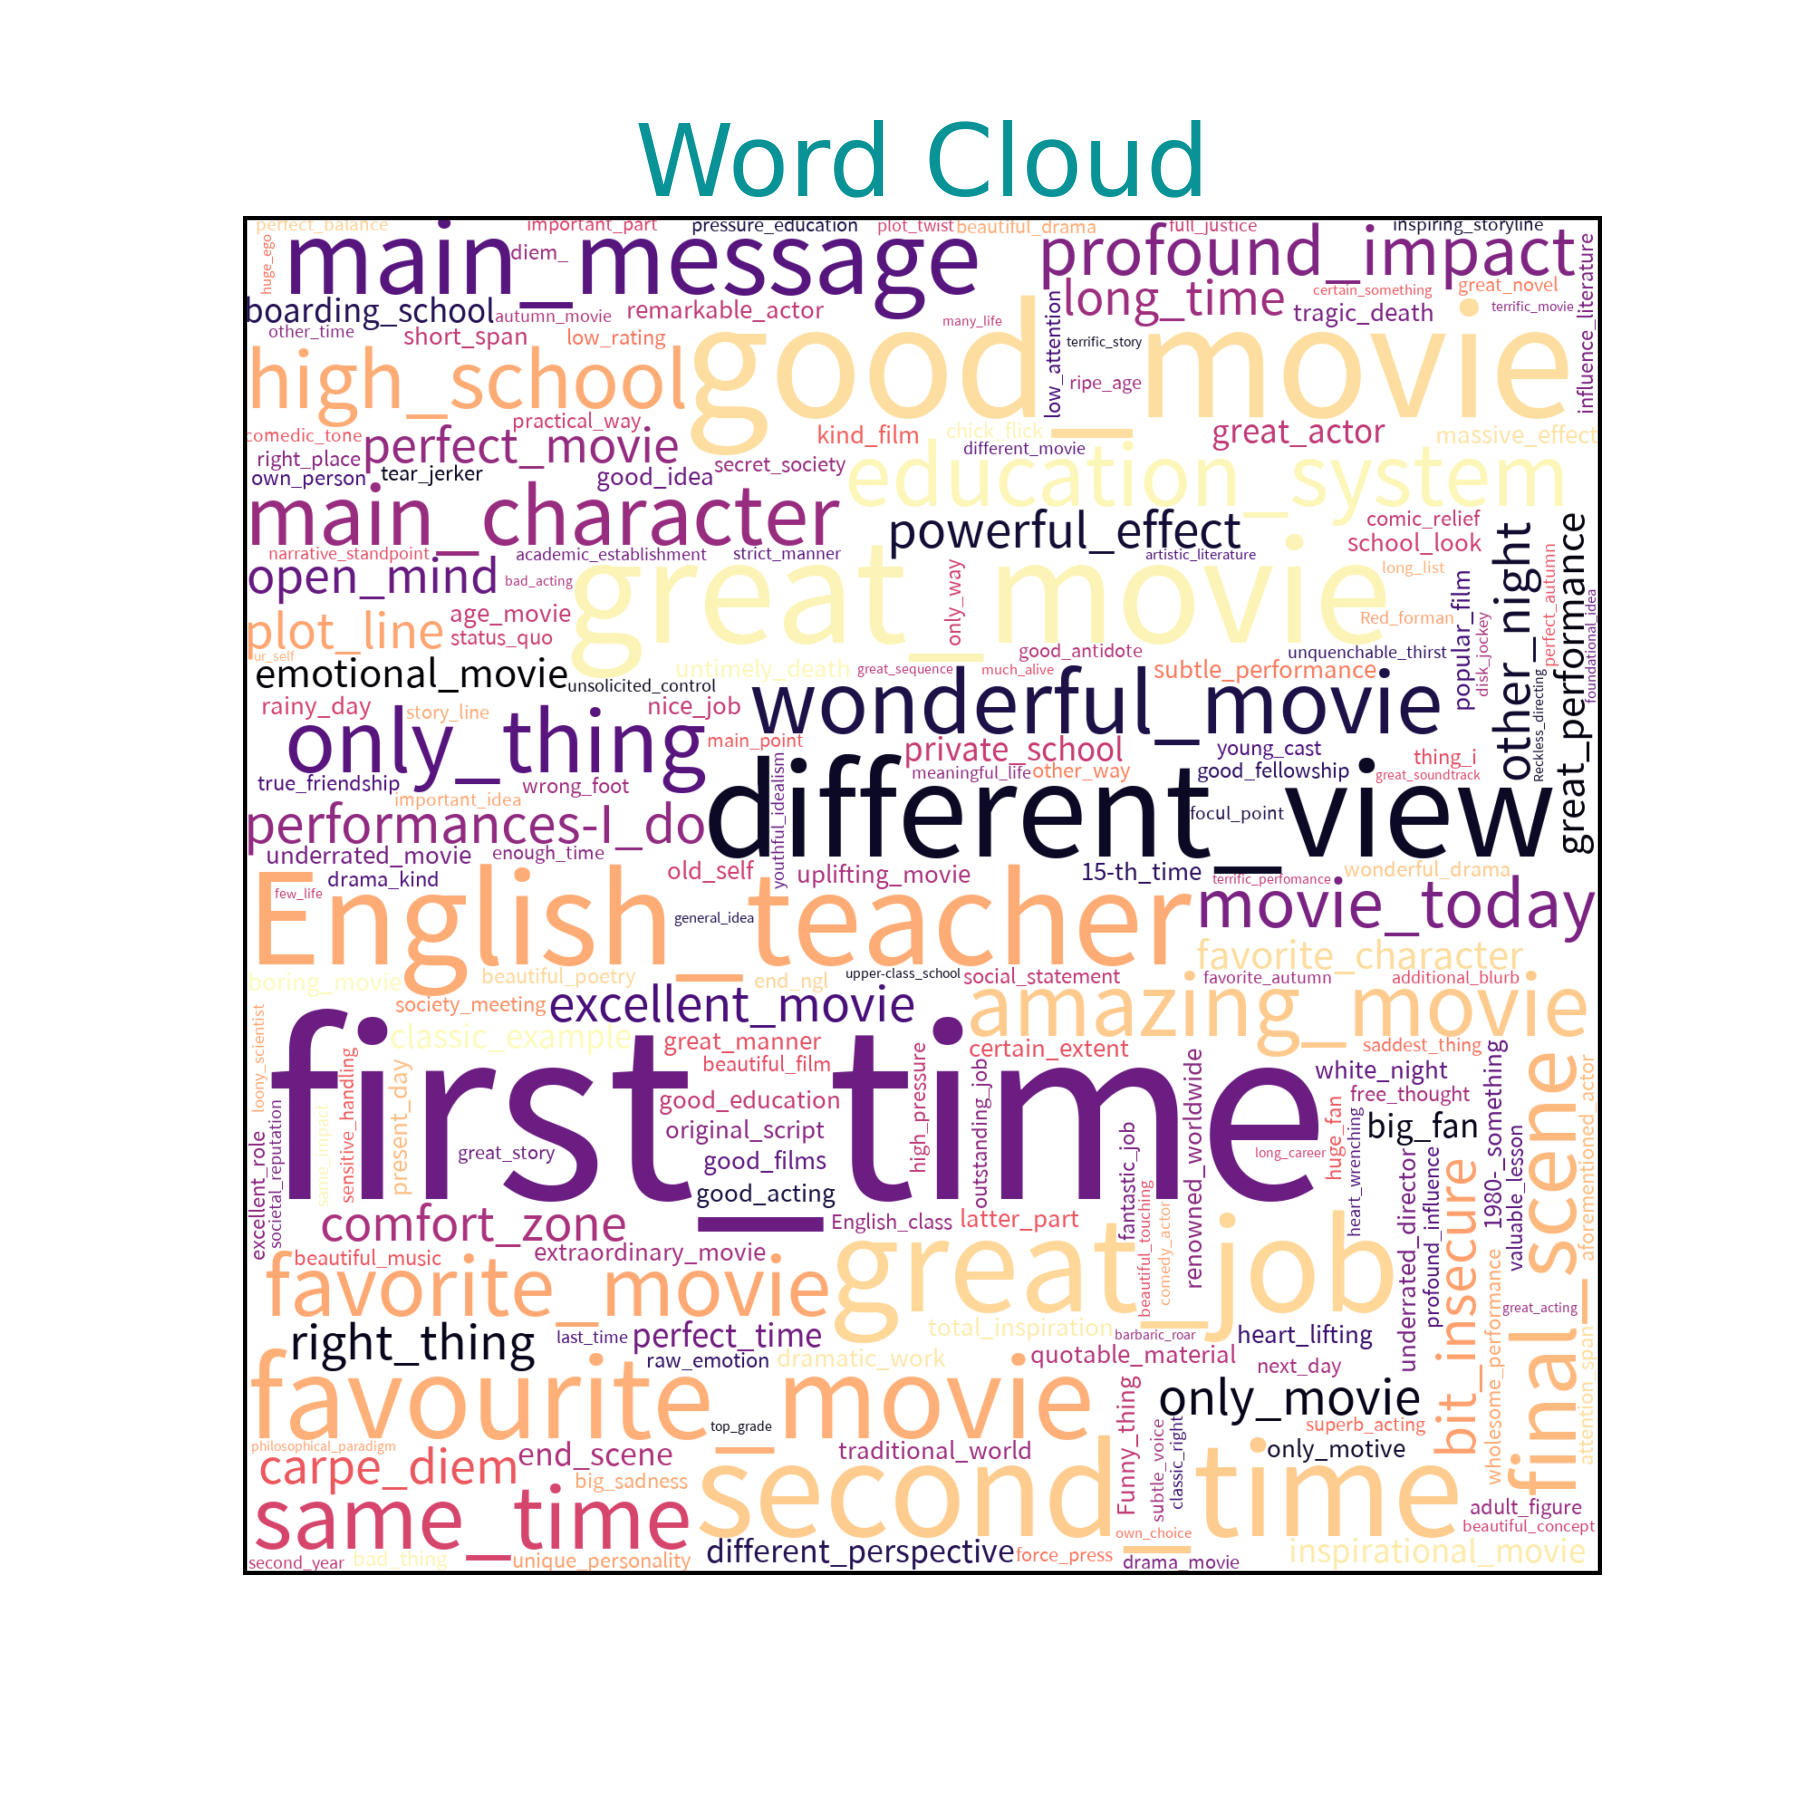 Word Cloud
perfect_balance
important_part
pressure_education
plot_twist
beautiful_drama
full_justice
inspiring_storyline
huge_ego
main_message
diem_
profound_impact
influence_literature
boarding_school
autumn_movie
remarkable_actor
many_life
low_attention
long_time
certain_something
great_novel
tragic_death
terrific_movie
other_time
short_span
low_rating
terrific_story
high_school
good_movie
ripe_age
practical_way
comedic_tone
perfect_movie
kind_film
chick_flick
great_actor
massive_effect
right_place
secret_society
different_movie
own_person
tear_jerker
good_idea
education_system
main_character
powerful_effect
comic_relief
school_look
other_night
great_performance
narrative_standpoint
academic_establishment
strict_manner
artistic_literature
open_mind
bad_acting
great_movie
only_way
long_list
popular_film
disk_jockey
perfect_autumn
foundational_idea
plot_line
age_movie
status_quo
Red_forman
ur_self
good_antidote
unquenchable_thirst
emotional_movie
unsolicited_control
untimely_death
great_sequence
much_alive
subtle_performance
Reckless_directing
rainy_day
story_line
nice_job
wonderful_movie
only_thing
main_point
private_school
young_cast
thing_i
true_friendship
wrong_foot
youthful_idealism
meaningful_life
other_way
good_fellowship
great_soundtrack
important_idea
different_view
focul_point
performances-I_do
underrated_movie
enough_time
old_self
uplifting_movie
15-th_time
wonderful_drama
drama_kind
few_life
terrific_perfomance
English_teacher
general_idea
movie_today
favorite_character
boring_movie
beautiful_poetry
end_ngl
upper-class_school
social_statement
favorite_autumn
additional_blurb
society_meeting
excellent_movie
amazing_movie
loony_scientist
classic_example
great_manner
certain_extent
saddest_thing
first_time
beautiful_film
high_pressure
outstanding_job
renowned_worldwide
white_night
free_thought
1980-_something
final_scene
aforementioned_actor
excellent_role
societal_reputation
same_impact
sensitive_handling
present_day
good_education
original_script
great_story
good_films
good_acting
fantastic_job
long_career
huge_fan
heart_wrenching
big_fan
underrated_director
profound_influence
bit_insecure
valuable_lesson
comfort_zone
English_class
latter_part
beautiful_touching
comedy_actor
beautiful_music
extraordinary_movie
great_job
favorite_movie
wholesome_performance
great_acting
right_thing
last_time
perfect_time
total_inspiration
barbaric_roar
heart_lifting
raw_emotion
dramatic_work
quotable_material
next_day
attention_span
favourite_movie
Funny_thing
only_movie
top_grade
subtle_voice
classic_right
superb_acting
philosophical_paradigm
end_scene
traditional_world
only_motive
carpe_diem
big_sadness
second_time
same_time
adult_figure
own_choice
beautiful_concept
second_year
bad_thing
unique_personality
different_perspective
force_press
drama_movie
inspirational_movie